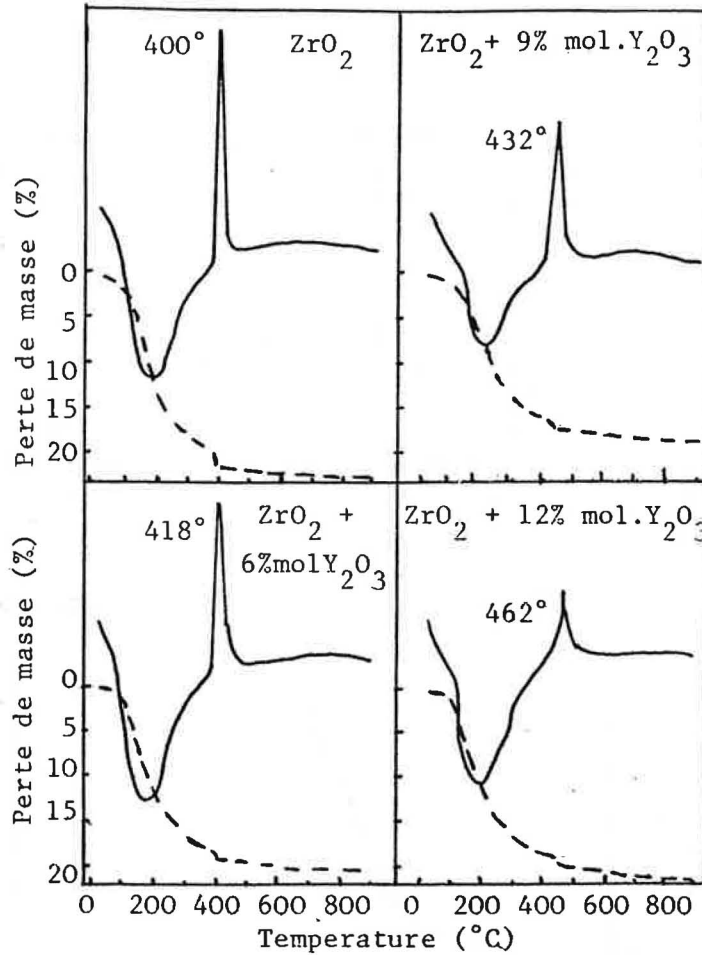 400° ZrO2
ZrO2 + 9% mol.Y2O3
432°
Perte de masse (%)
0
5
10
15
20
418°
ZrO2 +
6%molY2O3
ZrO2 + 12% mol.Y2O3
462°
Perte de masse (%)
0
5
10
15
20
0 200 400 600 800
0 200 400 600 800
Temperature (°C)